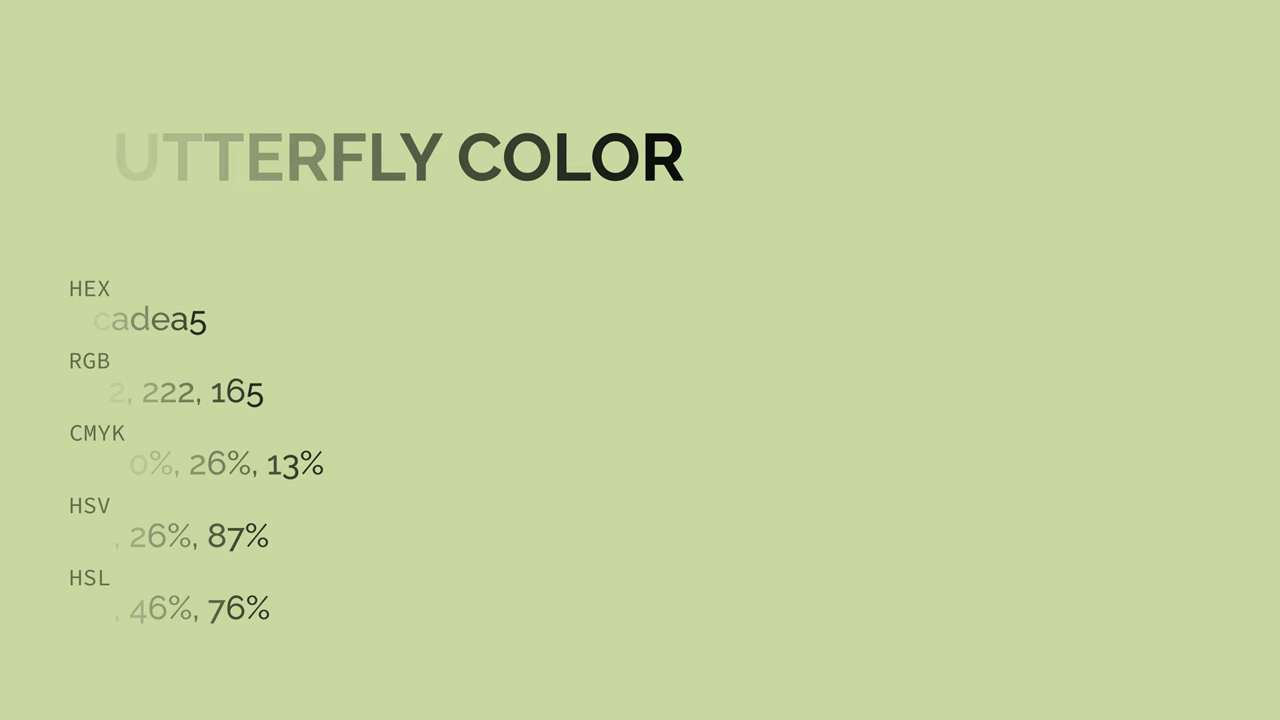 UTTERFLY COLOR
HEX
cadea5
RGB
2, 222, 165
CMYK
0%, 26%, 13%
HSV
, 26%, 87%
HSL
, 46%, 76%